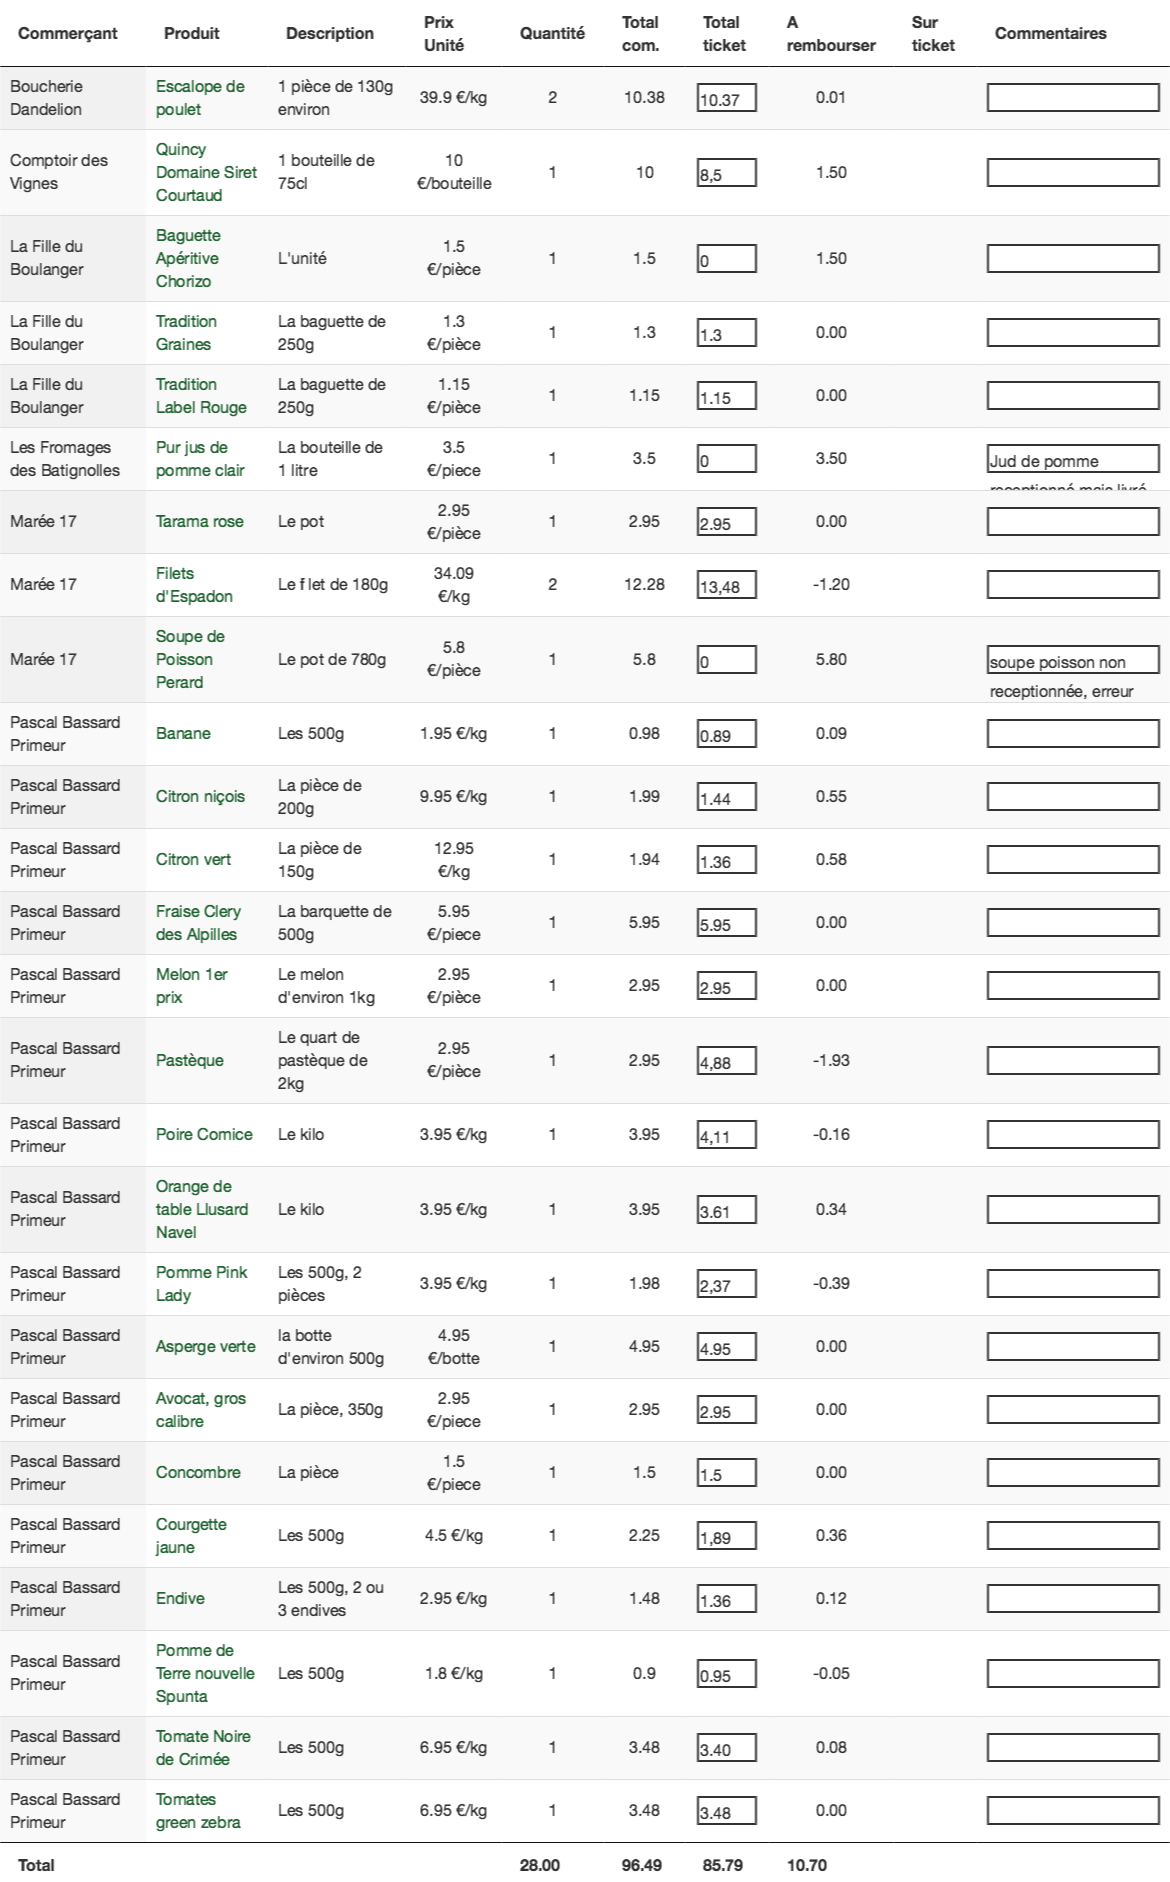 Commerçant Produit Description Prix Unité Quantité Total com. Total ticket A rembourser Sur ticket Commentaires
Boucherie Dandelion Escalope de poulet 1 pièce de 130g environ 39.9 €/kg 2 10.38 10.37 0.01
Comptoir des Vignes Quincy Domaine Siret Courtaud 1 bouteille de 75cl 10 €/bouteille 1 10 8,5 1.50
La Fille du Boulanger Baguette Apéritive Chorizo L'unité 1.5 €/pièce 1 1.5 0 1.50
La Fille du Boulanger Tradition Graines La baguette de 250g 1.3 €/pièce 1 1.3 1.3 0.00
La Fille du Boulanger Tradition Label Rouge La baguette de 250g 1.15 €/pièce 1 1.15 1.15 0.00
Les Fromages des Batignolles Pur jus de pomme clair La bouteille de 1 litre 3.5 €/piece 1 3.5 0 3.50 Jud de pomme receptionné mais livré
Marée 17 Tarama rose Le pot 2.95 €/pièce 1 2.95 2.95 0.00
Marée 17 Filets d'Espadon Le f let de 180g 34.09 €/kg 2 12.28 13,48 -1.20
Marée 17 Soupe de Poisson Perard Le pot de 780g 5.8 €/pièce 1 5.8 0 5.80 soupe poisson non receptionnée, erreur
Pascal Bassard Primeur Banane Les 500g 1.95 €/kg 1 0.98 0.89 0.09
Pascal Bassard Primeur Citron niçois La pièce de 200g 9.95 €/kg 1 1.99 1.44 0.55
Pascal Bassard Primeur Citron vert La pièce de 150g 12.95 €/kg 1 1.94 1.36 0.58
Pascal Bassard Primeur Fraise Clery des Alpilles La barquette de 500g 5.95 €/piece 1 5.95 5.95 0.00
Pascal Bassard Primeur Melon 1er prix Le melon d'environ 1kg 2.95 €/pièce 1 2.95 2.95 0.00
Pascal Bassard Primeur Pastèque Le quart de pastèque de 2kg 2.95 €/pièce 1 2.95 4,88 -1.93
Pascal Bassard Primeur Poire Comice Le kilo 3.95 €/kg 1 3.95 4,11 -0.16
Pascal Bassard Primeur Orange de table Llusard Navel Le kilo 3.95 €/kg 1 3.95 3.61 0.34
Pascal Bassard Primeur Pomme Pink Lady Les 500g, 2 pièces 3.95 €/kg 1 1.98 2,37 -0.39
Pascal Bassard Primeur Asperge verte la botte d'environ 500g 4.95 €/botte 1 4.95 4.95 0.00
Pascal Bassard Primeur Avocat, gros calibre La pièce, 350g 2.95 €/piece 1 2.95 2.95 0.00
Pascal Bassard Primeur Concombre La pièce 1.5 €/piece 1 1.5 1.5 0.00
Pascal Bassard Primeur Courgette jaune Les 500g 4.5 €/kg 1 2.25 1,89 0.36
Pascal Bassard Primeur Endive Les 500g, 2 ou 3 endives 2.95 €/kg 1 1.48 1.36 0.12
Pascal Bassard Primeur Pomme de Terre nouvelle Spunta Les 500g 1.8 €/kg 1 0.9 0.95 -0.05
Pascal Bassard Primeur Tomate Noire de Crimée Les 500g 6.95 €/kg 1 3.48 3.40 0.08
Pascal Bassard Primeur Tomates green zebra Les 500g 6.95 €/kg 1 3.48 3.48 0.00
Total 28.00 96.49 85.79 10.70